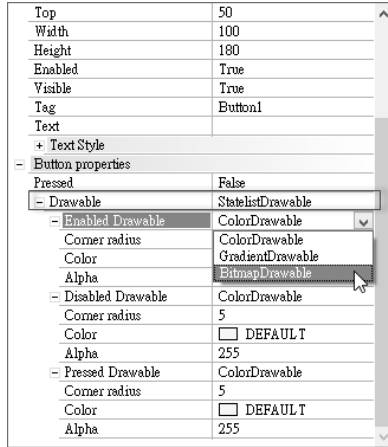 Top 50
Width 100
Height 180
Enabled True
Visible True
Tag Button1
Text
Text Style
Button properties
Pressed False
Drawable StatelistDrawable
Enabled Drawable ColorDrawable
Corner radius ColorDrawable
Color GradientDrawable
Alpha BitmapDrawable
Disabled Drawable ColorDrawable
Corner radius 5
Color DEFAULT
Alpha 255
Pressed Drawable ColorDrawable
Corner radius 5
Color DEFAULT
Alpha 255